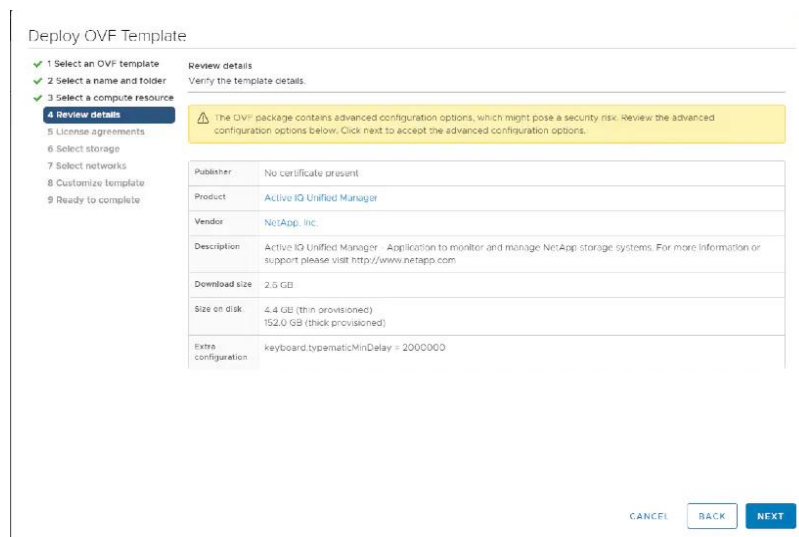 Deploy OVF Template
1 Select an OVF template
2 Select a name and folder
3 Select a compute resource
4 Review details
5 License agreements
6 Select storage
7 Select networks
8 Customize template
9 Ready to complete
Review details
Verify the template details.
The OVF package contains advanced configuration options, which might pose a security risk. Review the advanced
configuration options below. Click next to accept the advanced configuration options.
Publisher No certificate present
Product Active IQ Unified Manager
Vendor NetApp, Inc.
Description Active IQ Unified Manager - Application to monitor and manage NetApp storage systems. For more information or
support please visit http://www.netapp.com
Download size 2.6 GB
Size on disk 4.4 GB (thin provisioned)
152.0 GB (thick provisioned)
Extra
configuration
keyboard.typematicMinDelay = 2000000
CANCEL BACK NEXT